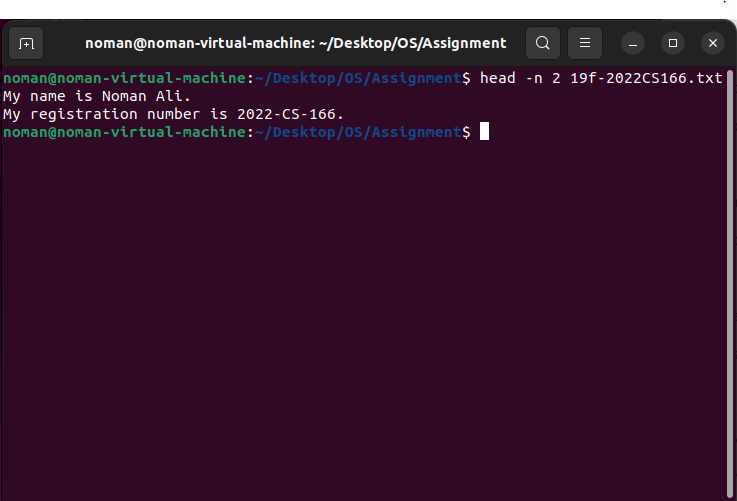 noman@noman-virtual-machine: ~/Desktop/OS/Assignment
noman@noman-virtual-machine:~/Desktop/OS/Assignment$ head -n 2 19f-2022CS166.txt
My name is Noman Ali.
My registration number is 2022-CS-166.
noman@noman-virtual-machine:~/Desktop/OS/Assignment$